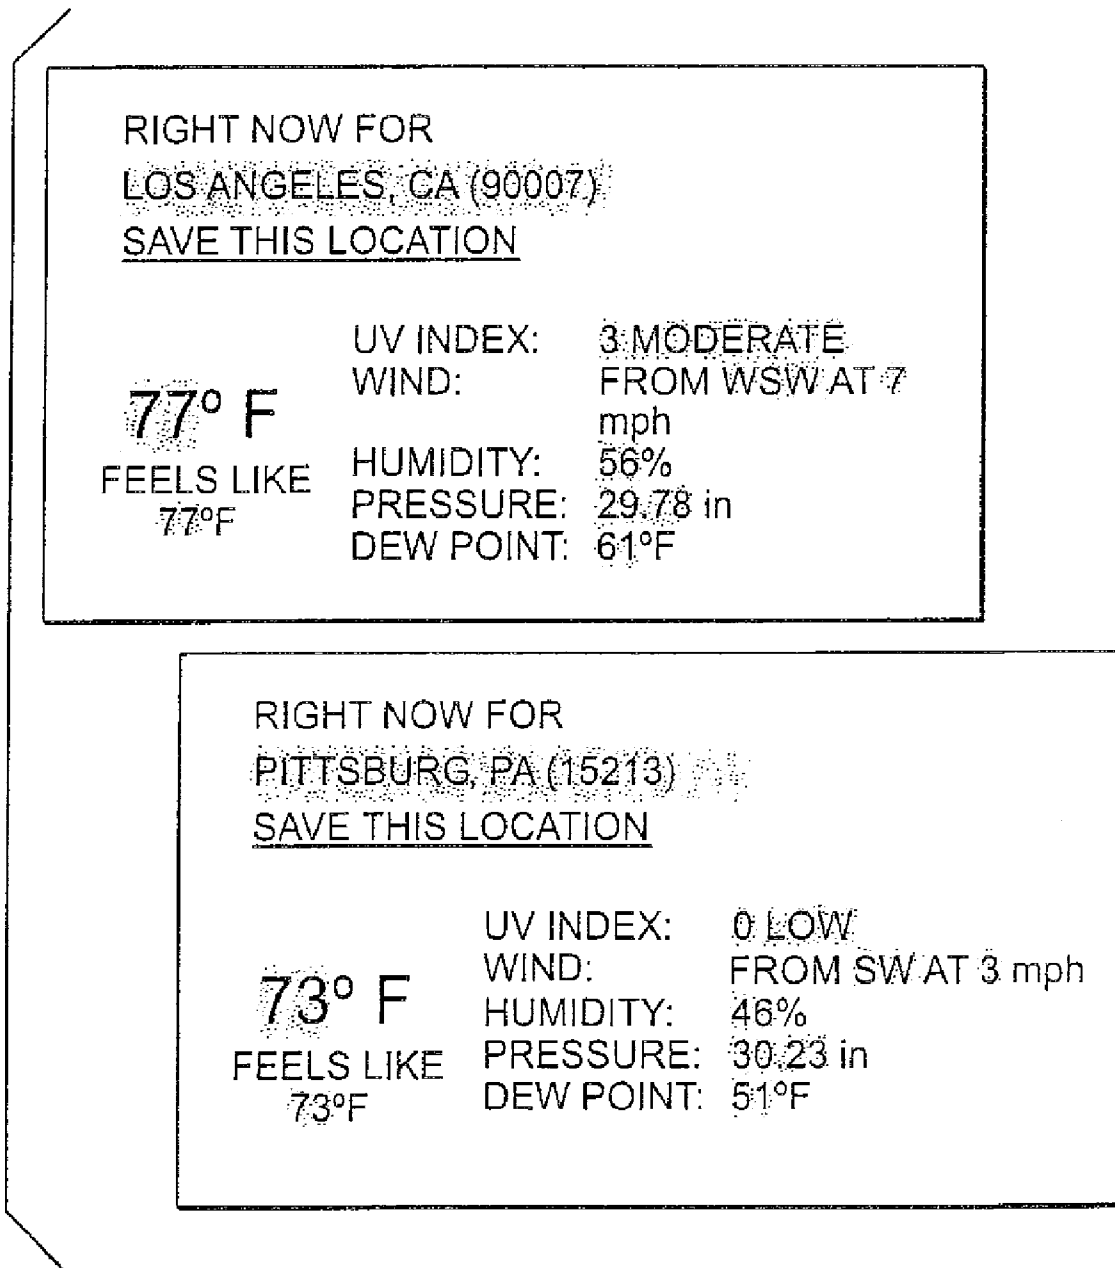 RIGHT NOW FOR
LOS ANGELES, CA (90007)
SAVE THIS LOCATION
77° F
FEELS LIKE
77°F
UV INDEX: 3 MODERATE
WIND: FROM WSW AT 7
mph
HUMIDITY: 56%
PRESSURE: 29.78 in
DEW POINT: 61°F
RIGHT NOW FOR
PITTSBURG, PA (15213)
SAVE THIS LOCATION
73° F
FEELS LIKE
73°F
UV INDEX: 0 LOW
WIND: FROM SW AT 3 mph
HUMIDITY: 46%
PRESSURE: 30.23 in
DEW POINT: 51°F